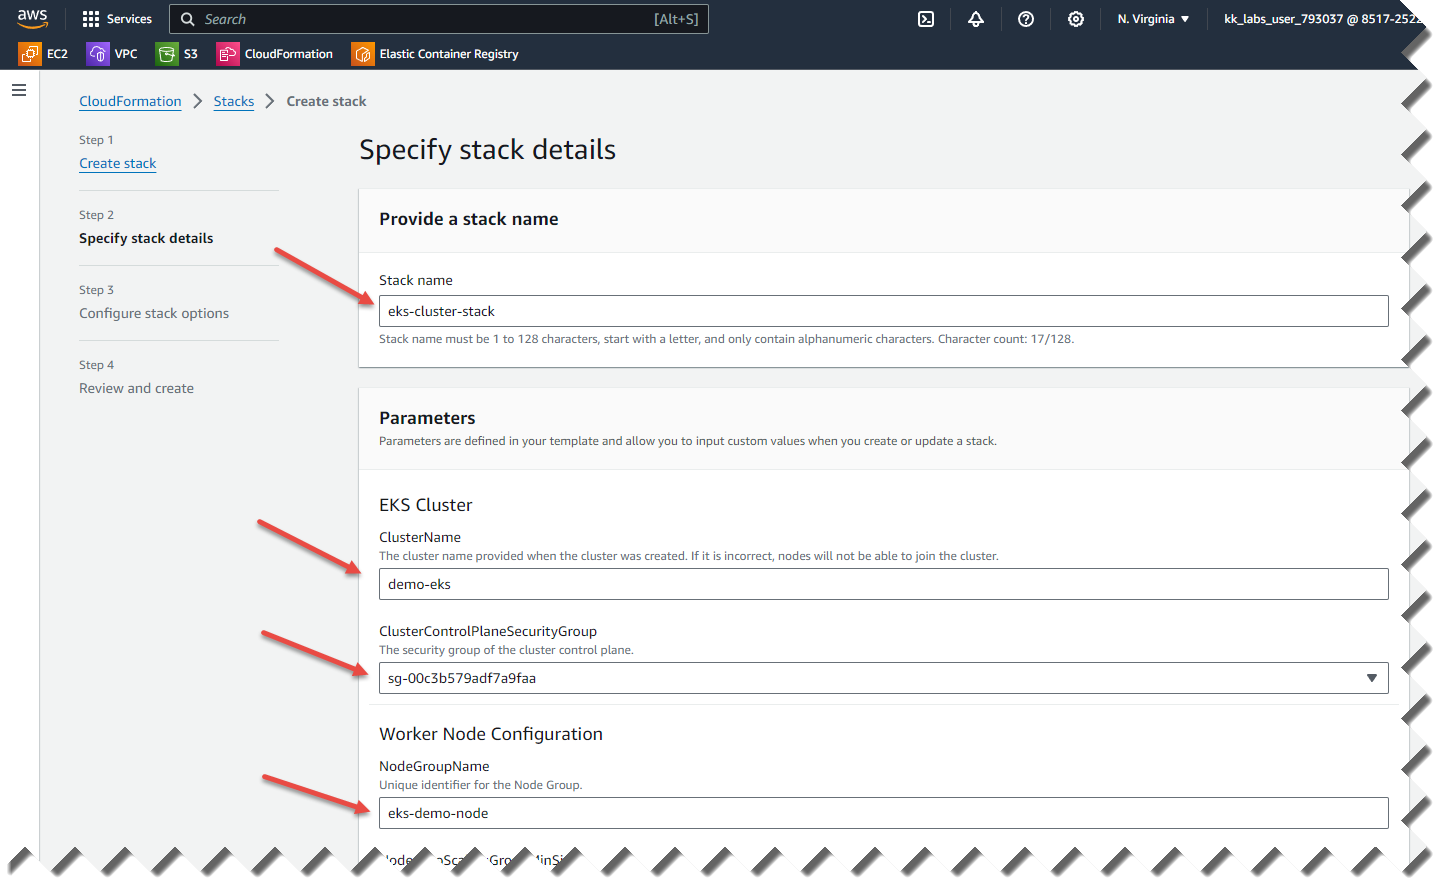 aws
Services
Search
[Alt+S]
N. Virginia
kk_labs_user_793037 @ 8517-2522
EC2
VPC
S3
CloudFormation
Elastic Container Registry
CloudFormation
Stacks
Create stack
Step 1
Create stack
Step 2
Specify stack details
Step 3
Configure stack options
Step 4
Review and create
Specify stack details
Provide a stack name
Stack name
eks-cluster-stack
Stack name must be 1 to 128 characters, start with a letter, and only contain alphanumeric characters. Character count: 17/128.
Parameters
Parameters are defined in your template and allow you to input custom values when you create or update a stack.
EKS Cluster
ClusterName
The cluster name provided when the cluster was created. If it is incorrect, nodes will not be able to join the cluster.
demo-eks
ClusterControlPlaneSecurityGroup
The security group of the cluster control plane.
sg-00c3b579adf7a9faa
Worker Node Configuration
NodeGroupName
Unique identifier for the Node Group.
eks-demo-node